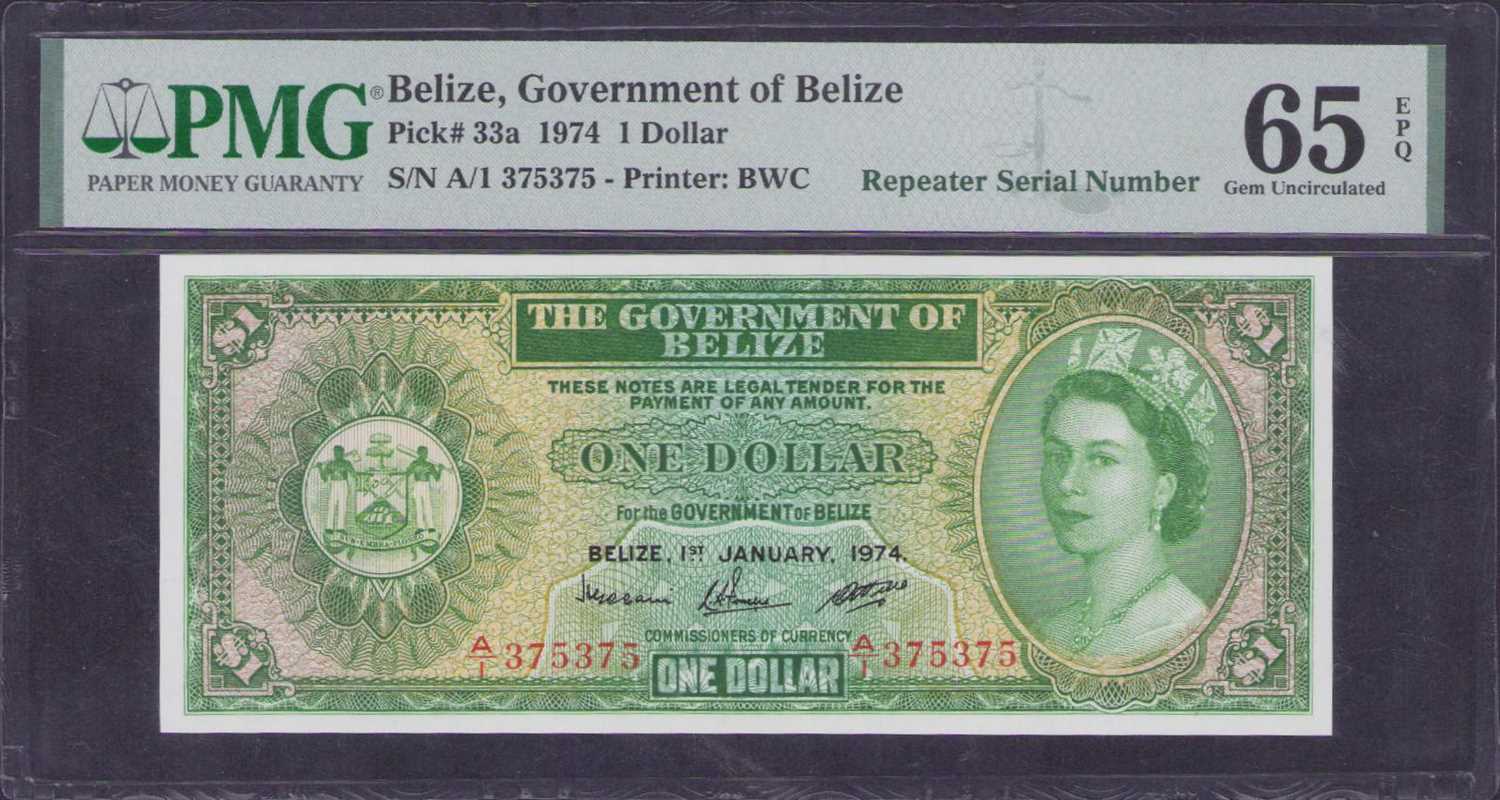 PMG®
PAPER MONEY GUARANTY
Belize, Government of Belize
Pick# 33a 1974 1 Dollar
S/N A/1 375375 - Printer: BWC
Repeater Serial Number
65
EPQ
Gem Uncirculated
$1
$1
THE GOVERNMENT OF
BELIZE
THESE NOTES ARE LEGAL TENDER FOR THE
PAYMENT OF ANY AMOUNT.
ONE DOLLAR
For the GOVERNMENT of BELIZE
BELIZE, 1ST JANUARY, 1974.
COMMISSIONERS OF CURRENCY
A/1 375375
A/1 375375
$1
ONE DOLLAR
$1